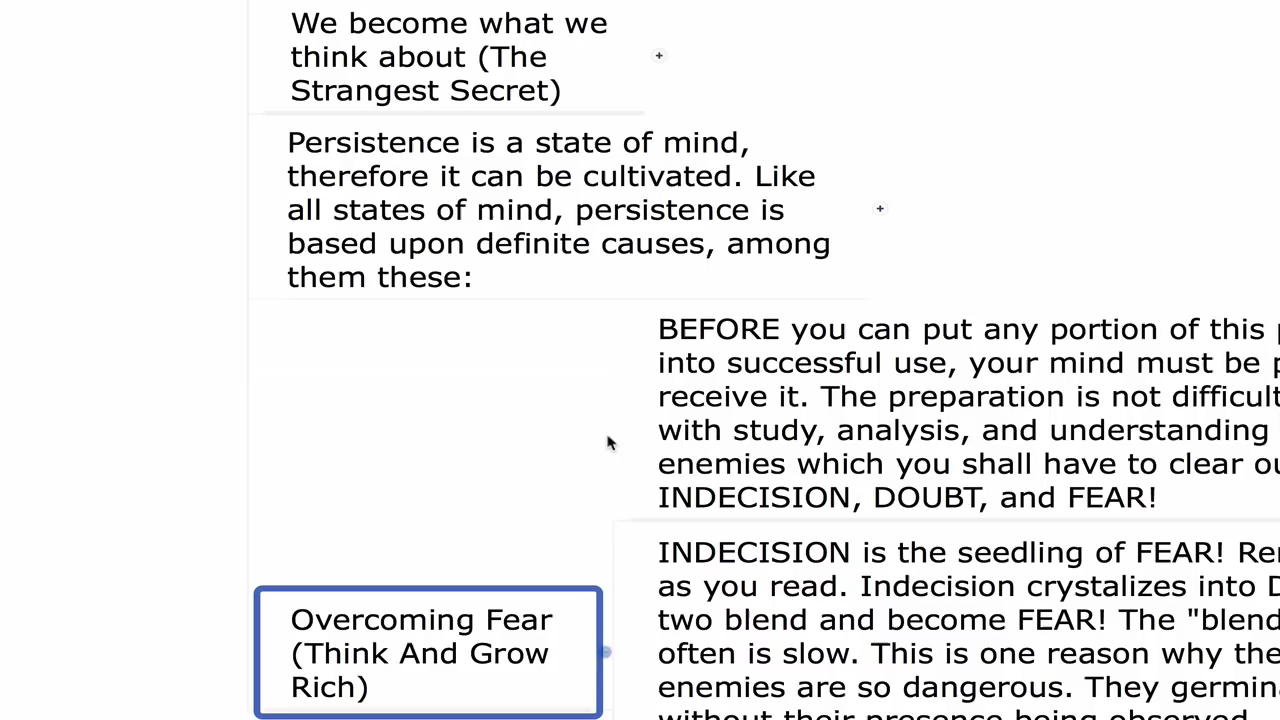 We become what we
think about (The
Strangest Secret)
Persistence is a state of mind,
therefore it can be cultivated. Like
all states of mind, persistence is
based upon definite causes, among
them these:
BEFORE you can put any portion of this
into successful use, your mind must be
receive it. The preparation is not difficult
with study, analysis, and understanding
enemies which you shall have to clear
INDECISION, DOUBT, and FEAR!
INDECISION is the seedling of FEAR!
as you read. Indecision crystalizes into
two blend and become FEAR! The "blend
often is slow. This is one reason why
enemies are so dangerous. They
without their presence being observed
Overcoming Fear
(Think And Grow
Rich)